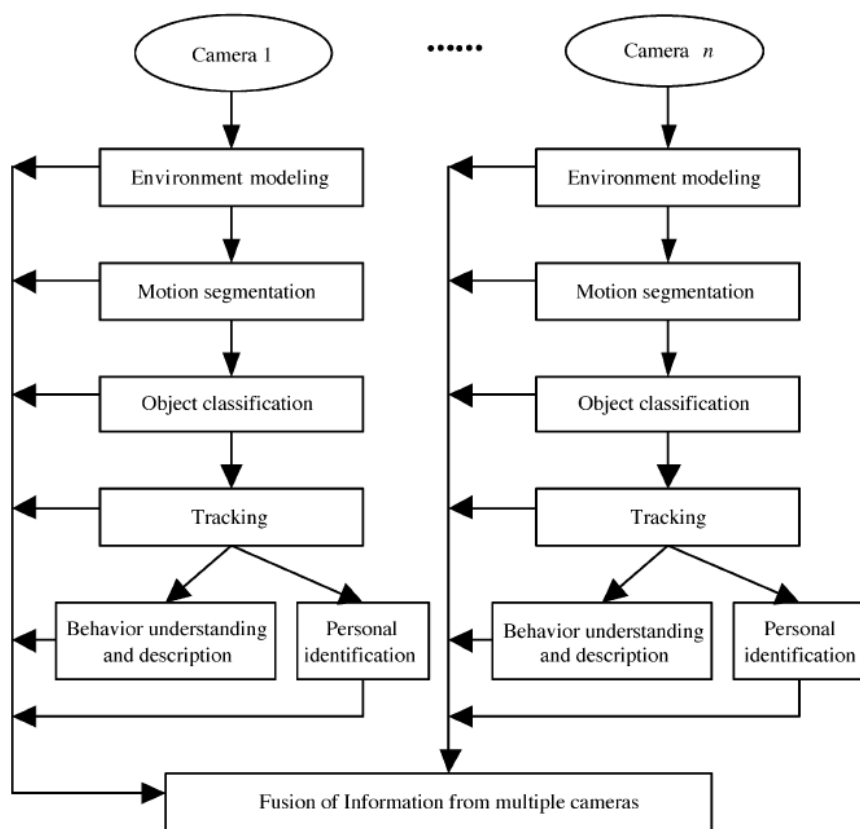 Camera 1
Camera n
Environment modeling
Environment modeling
Motion segmentation
Motion segmentation
Object classification
Object classification
Tracking
Tracking
Behavior understanding
and description
Personal
identification
Behavior understanding
and description
Personal
identification
Fusion of Information from multiple cameras